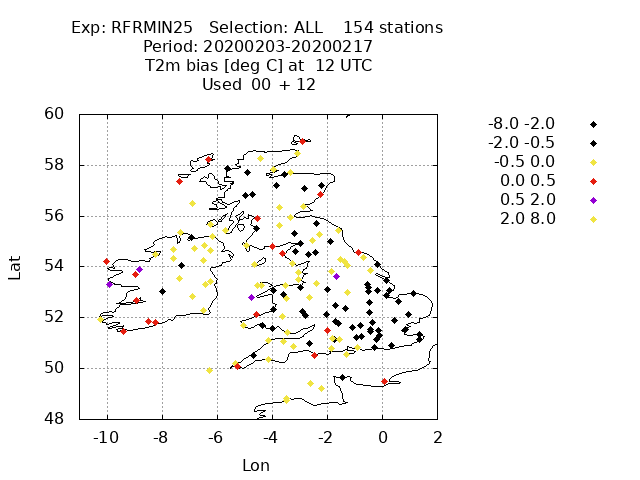 Exp: RFRMIN25 Selection: ALL 154 stations
Period: 20200203-20200217
T2m bias [deg C] at 12 UTC
Used 00 + 12
60
58
56
54
52
50
48
-10 -8 -6 -4 -2 0 2
Lat
Lon
-8.0 -2.0
-2.0 -0.5
-0.5 0.0
0.0 0.5
0.5 2.0
2.0 8.0